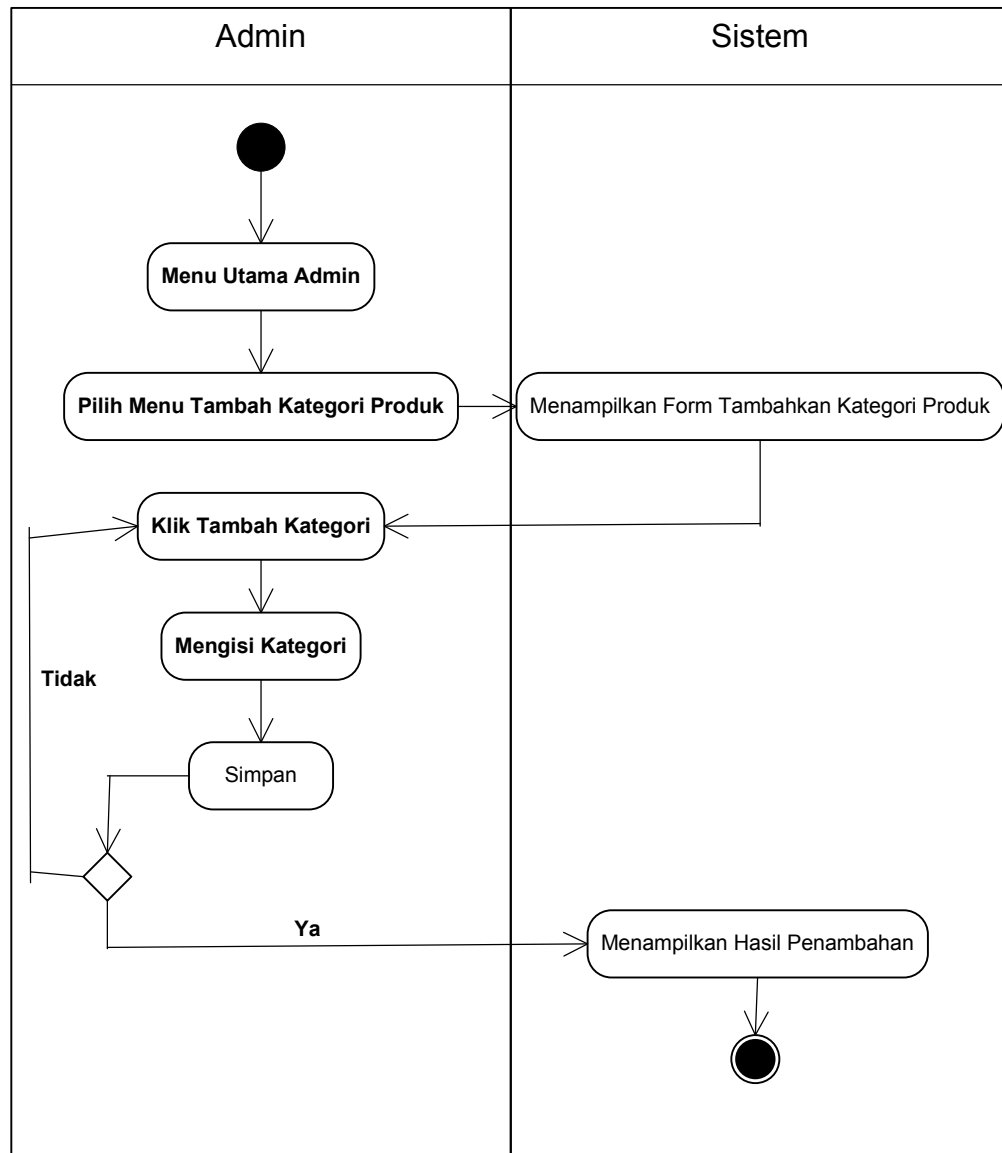 Admin
Sistem
Menu Utama Admin
Pilih Menu Tambah Kategori Produk
Menampilkan Form Tambahkan Kategori Produk
Klik Tambah Kategori
Mengisi Kategori
Tidak
Simpan
Ya
Menampilkan Hasil Penambahan